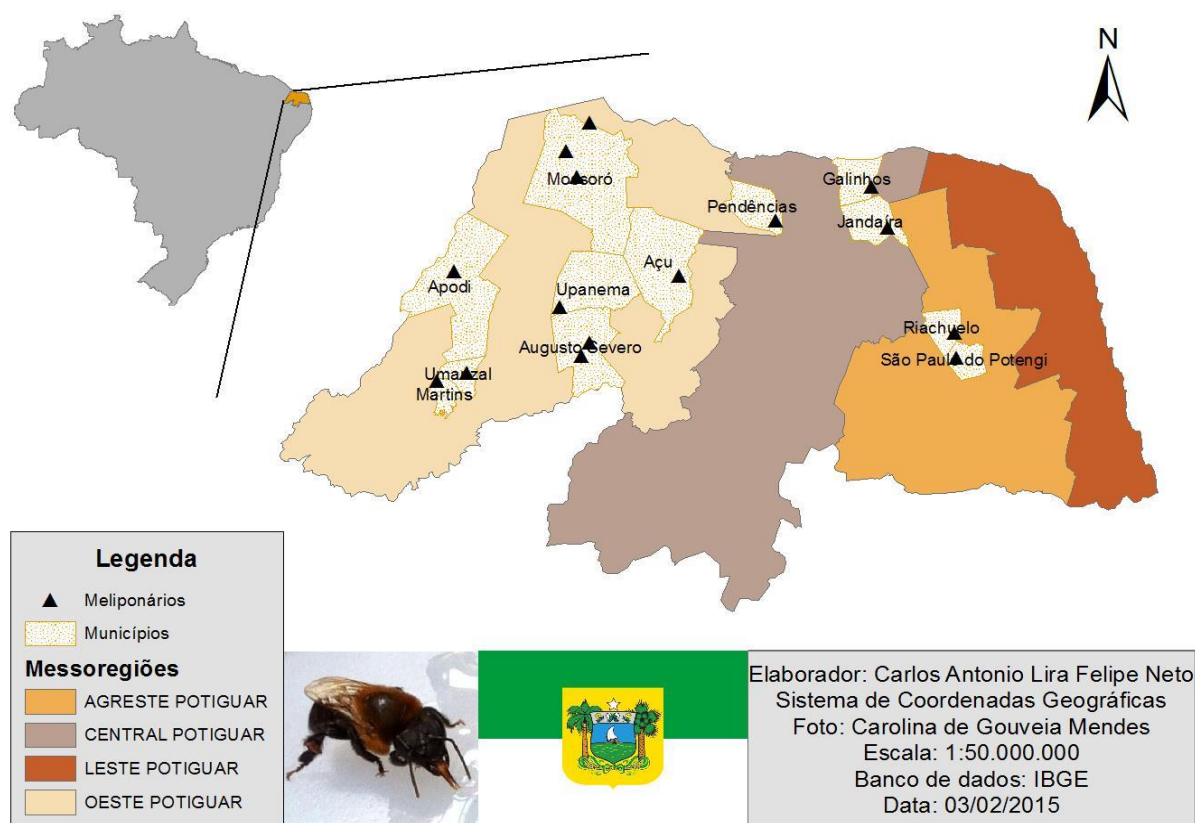 N
Mossoró
Galinhos
Pendências
Jandaíra
Açu
Apodi
Upanema
Riachuelo
Augusto Severo
São Paulo do Potengi
Umarizal
Martins
Legenda
Meliponários
Municípios
Messoregiões
AGRESTE POTIGUAR
CENTRAL POTIGUAR
LESTE POTIGUAR
OESTE POTIGUAR
Elaborador: Carlos Antonio Lira Felipe Neto
Sistema de Coordenadas Geográficas
Foto: Carolina de Gouveia Mendes
Escala: 1:50.000.000
Banco de dados: IBGE
Data: 03/02/2015